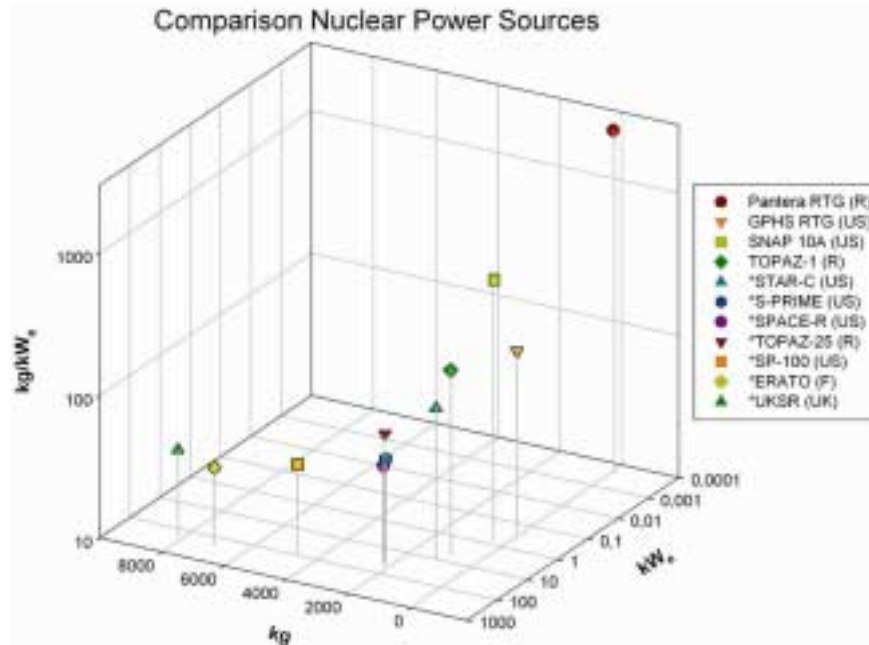 Comparison Nuclear Power Sources
1000
100
10
kg/kWe
8000
6000
4000
2000
0
kg
1000
100
10
1
0,1
0.01
0.001
0.0001
kWe
Pantera RTG (R)
GPHS RTG (US)
SNAP 10A (US)
TOPAZ-1 (R)
*STAR-C (US)
*S-PRIME (US)
*SPACE-R (US)
*TOPAZ-25 (R)
*SP-100 (US)
*ERATO (F)
*UKSR (UK)